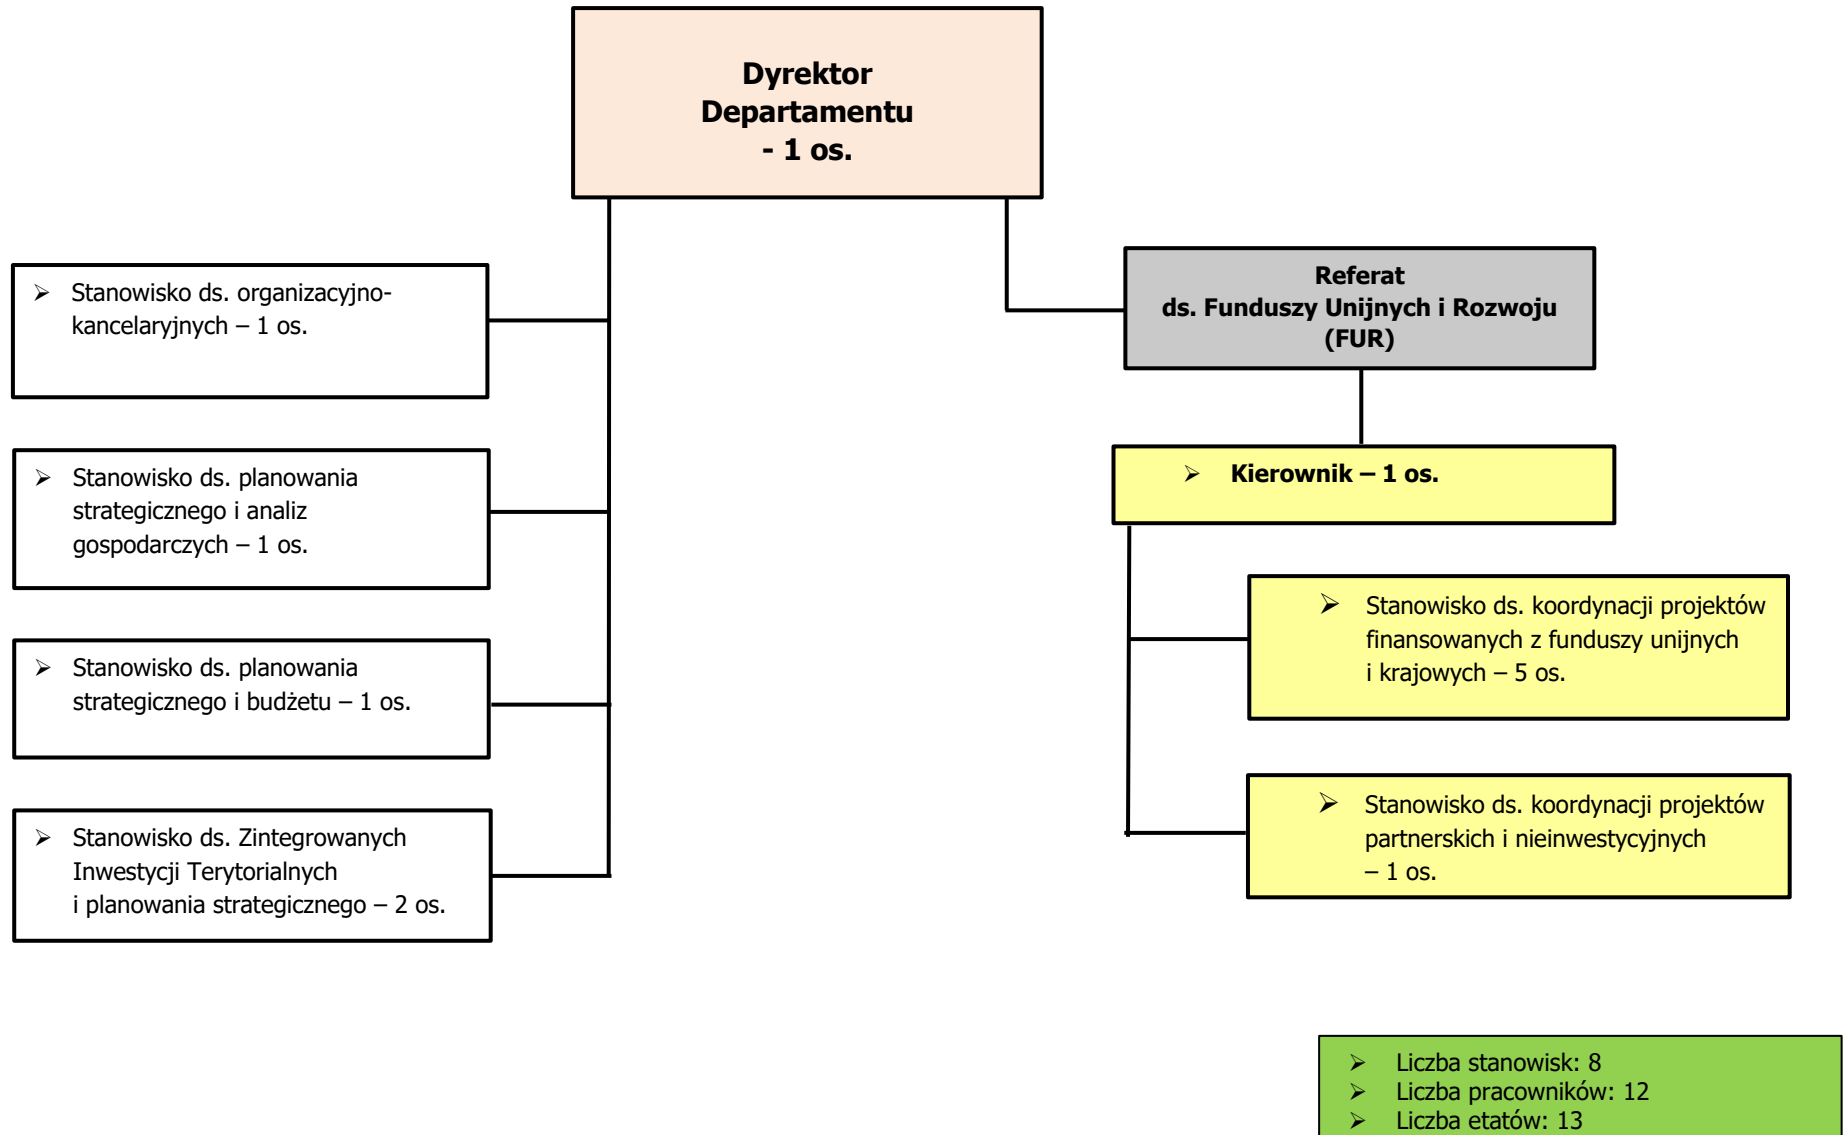 Dyrektor
Departamentu
- 1 os.
➢ Stanowisko ds. organizacyjno-
kancelaryjnych – 1 os.
➢ Stanowisko ds. planowania
strategicznego i analiz
gospodarczych – 1 os.
➢ Stanowisko ds. planowania
strategicznego i budżetu – 1 os.
➢ Stanowisko ds. Zintegrowanych
Inwestycji Terytorialnych
i planowania strategicznego – 2 os.
Referat
ds. Funduszy Unijnych i Rozwoju
(FUR)
➢ Kierownik – 1 os.
➢ Stanowisko ds. koordynacji projektów
finansowanych z funduszy unijnych
i krajowych – 5 os.
➢ Stanowisko ds. koordynacji projektów
partnerskich i nieinwestycyjnych
– 1 os.
➢ Liczba stanowisk: 8
➢ Liczba pracowników: 12
➢ Liczba etatów: 13